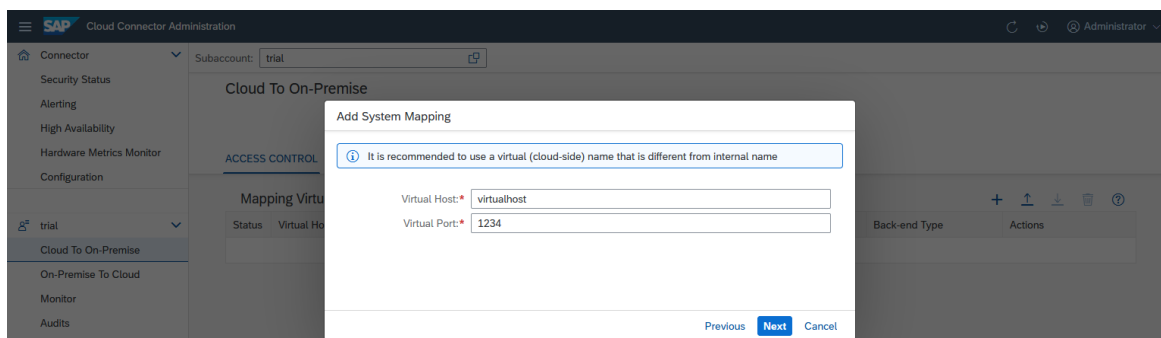 SAP Cloud Connector Administration
Administrator
Connector
Security Status
Alerting
High Availability
Hardware Metrics Monitor
Configuration
trial
Cloud To On-Premise
On-Premise To Cloud
Monitor
Audits
Subaccount: trial
Cloud To On-Premise
ACCESS CONTROL
Mapping Virtu
Status Virtual Ho
Back-end Type Actions
Add System Mapping
It is recommended to use a virtual (cloud-side) name that is different from internal name
Virtual Host:* virtualhost
Virtual Port:* 1234
Previous Next Cancel